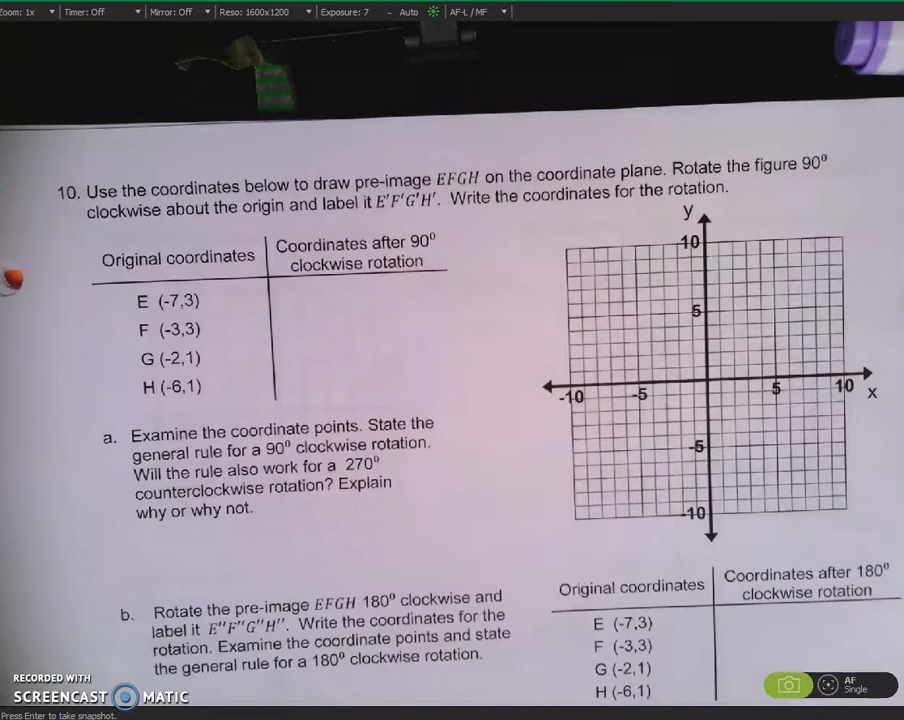 Zoom: 1x Timer: Off Mirror: Off Reso: 1600x1200 Exposure: 7 - Auto AF-L / MF
10. Use the coordinates below to draw pre-image EFGH on the coordinate plane. Rotate the figure 90⁰
clockwise about the origin and label it E'F'G'H'. Write the coordinates for the rotation.
Original coordinates Coordinates after 90⁰
clockwise rotation
E (-7,3)
F (-3,3)
G (-2,1)
H (-6,1)
y
10
5
-10 -5 5 10 x
-5
-10
a. Examine the coordinate points. State the
general rule for a 90⁰ clockwise rotation.
Will the rule also work for a 270⁰
counterclockwise rotation? Explain
why or why not.
b. Rotate the pre-image EFGH 180⁰ clockwise and
label it E"F"G"H". Write the coordinates for the
rotation. Examine the coordinate points and state
the general rule for a 180⁰ clockwise rotation.
Original coordinates Coordinates after 180⁰
clockwise rotation
E (-7,3)
F (-3,3)
G (-2,1)
H (-6,1)
RECORDED WITH
SCREENCAST MATIC
AF
Single
Press Enter to take snapshot.